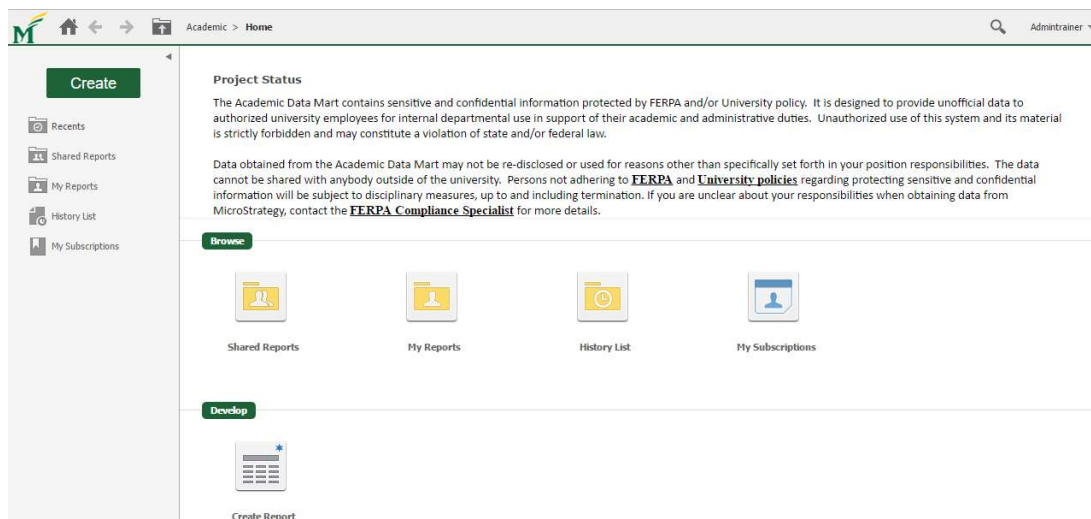 M Academic > Home Admintrainer
Create
Recents
Shared Reports
My Reports
History List
My Subscriptions
Project Status
The Academic Data Mart contains sensitive and confidential information protected by FERPA and/or University policy. It is designed to provide unofficial data to
authorized university employees for internal departmental use in support of their academic and administrative duties. Unauthorized use of this system and its material
is strictly forbidden and may constitute a violation of state and/or federal law.
Data obtained from the Academic Data Mart may not be re-disclosed or used for reasons other than specifically set forth in your position responsibilities. The data
cannot be shared with anybody outside of the university. Persons not adhering to FERPA and University policies regarding protecting sensitive and confidential
information will be subject to disciplinary measures, up to and including termination. If you are unclear about your responsibilities when obtaining data from
MicroStrategy, contact the FERPA Compliance Specialist for more details.
Browse
Shared Reports My Reports History List My Subscriptions
Develop
Create Report